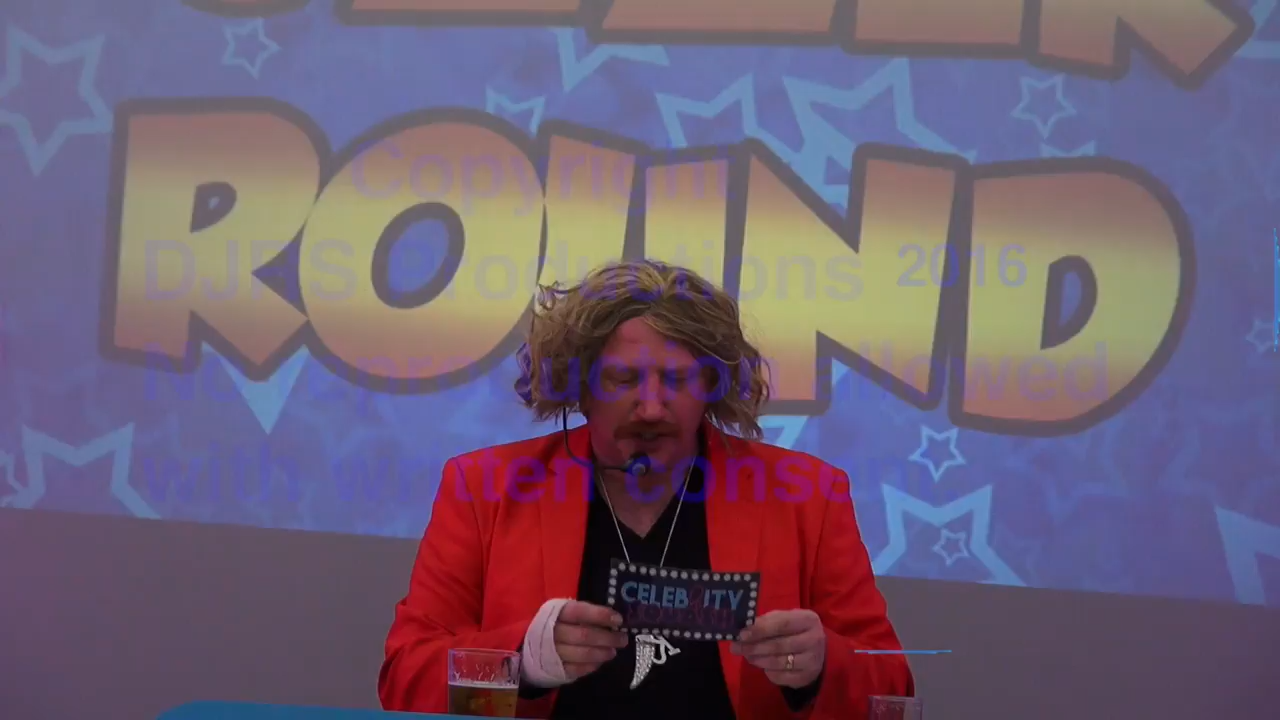 ROUND
Copyright
DJRS Productions 2016
No reproduction allowed
with written consent.
CELEBRITY